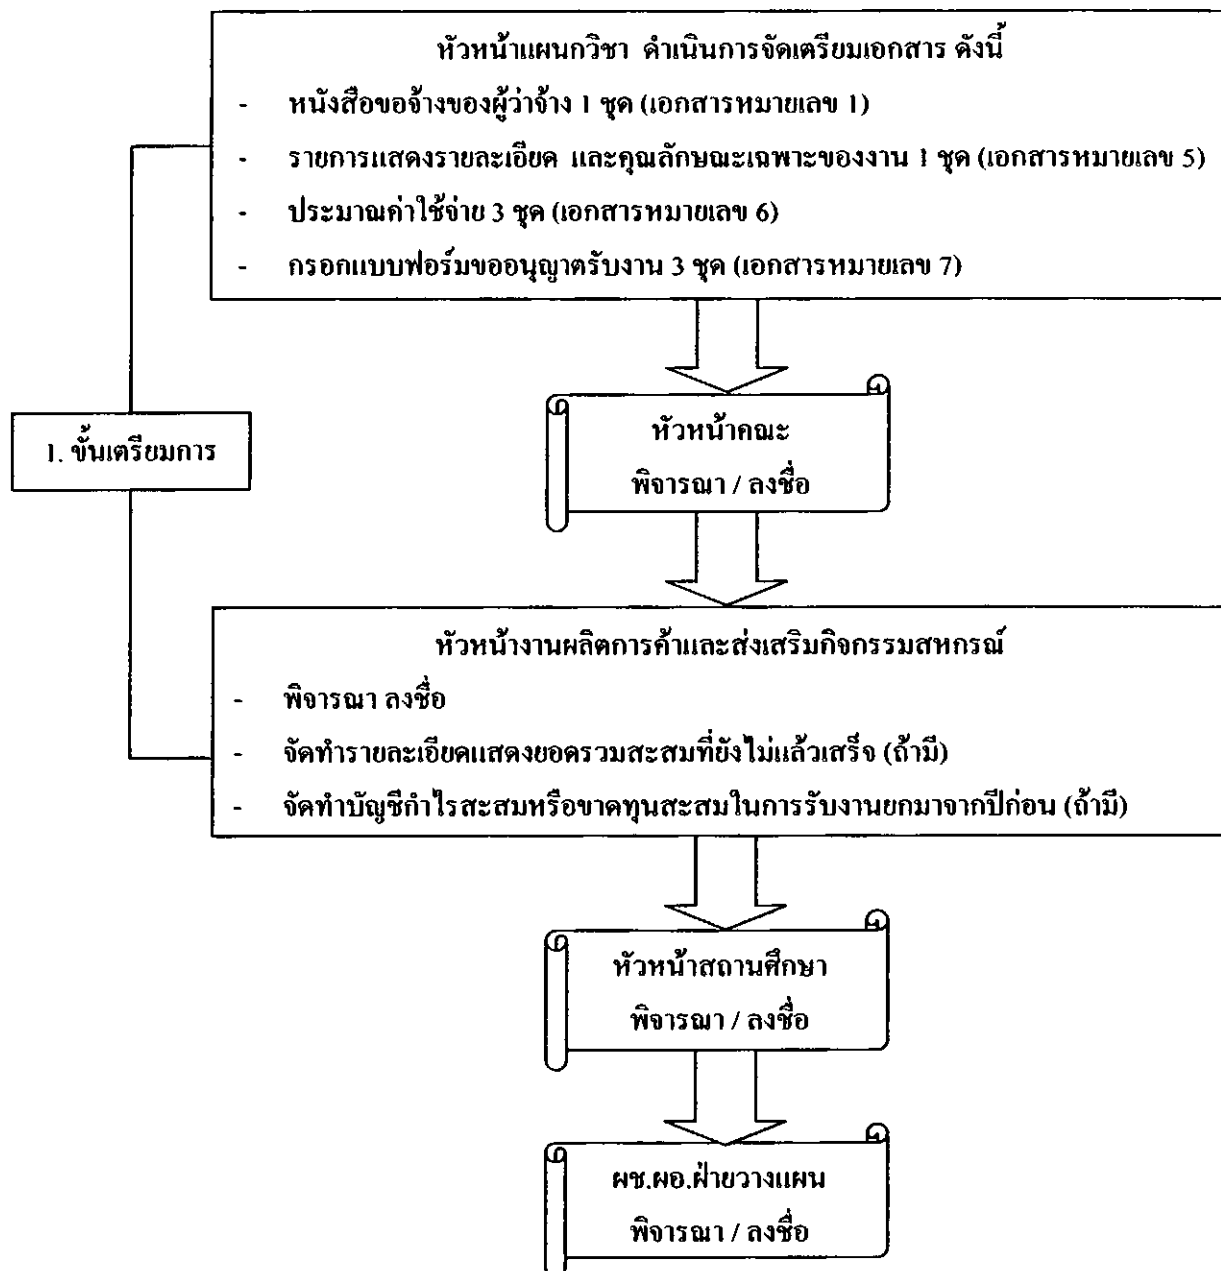 หัวหน้าแผนกวิชา ดำเนินการจัดเตรียมเอกสาร ดังนี้
- หนังสือขอจ้างของผู้ว่าจ้าง 1 ชุด (เอกสารหมายเลข 1)
- รายการแสดงรายละเอียด และคุณลักษณะเฉพาะของงาน 1 ชุด (เอกสารหมายเลข 5)
- ประมาณค่าใช้จ่าย 3 ชุด (เอกสารหมายเลข 6)
- กรอกแบบฟอร์มขออนุญาตรับงาน 3 ชุด (เอกสารหมายเลข 7)
1. ขั้นเตรียมการ
หัวหน้าคณะ
พิจารณา / ลงชื่อ
หัวหน้างานผลิตการค้าและส่งเสริมกิจกรรมสหกรณ์
- พิจารณา ลงชื่อ
- จัดทำรายละเอียดแสดงยอดรวมสะสมที่ยังไม่แล้วเสร็จ (ถ้ามี)
- จัดทำบัญชีกำไรสะสมหรือขาดทุนสะสมในการรับงานยกมาจากปีก่อน (ถ้ามี)
หัวหน้าสถานศึกษา
พิจารณา / ลงชื่อ
ผช.ผอ.ฝ่ายวางแผน
พิจารณา / ลงชื่อ